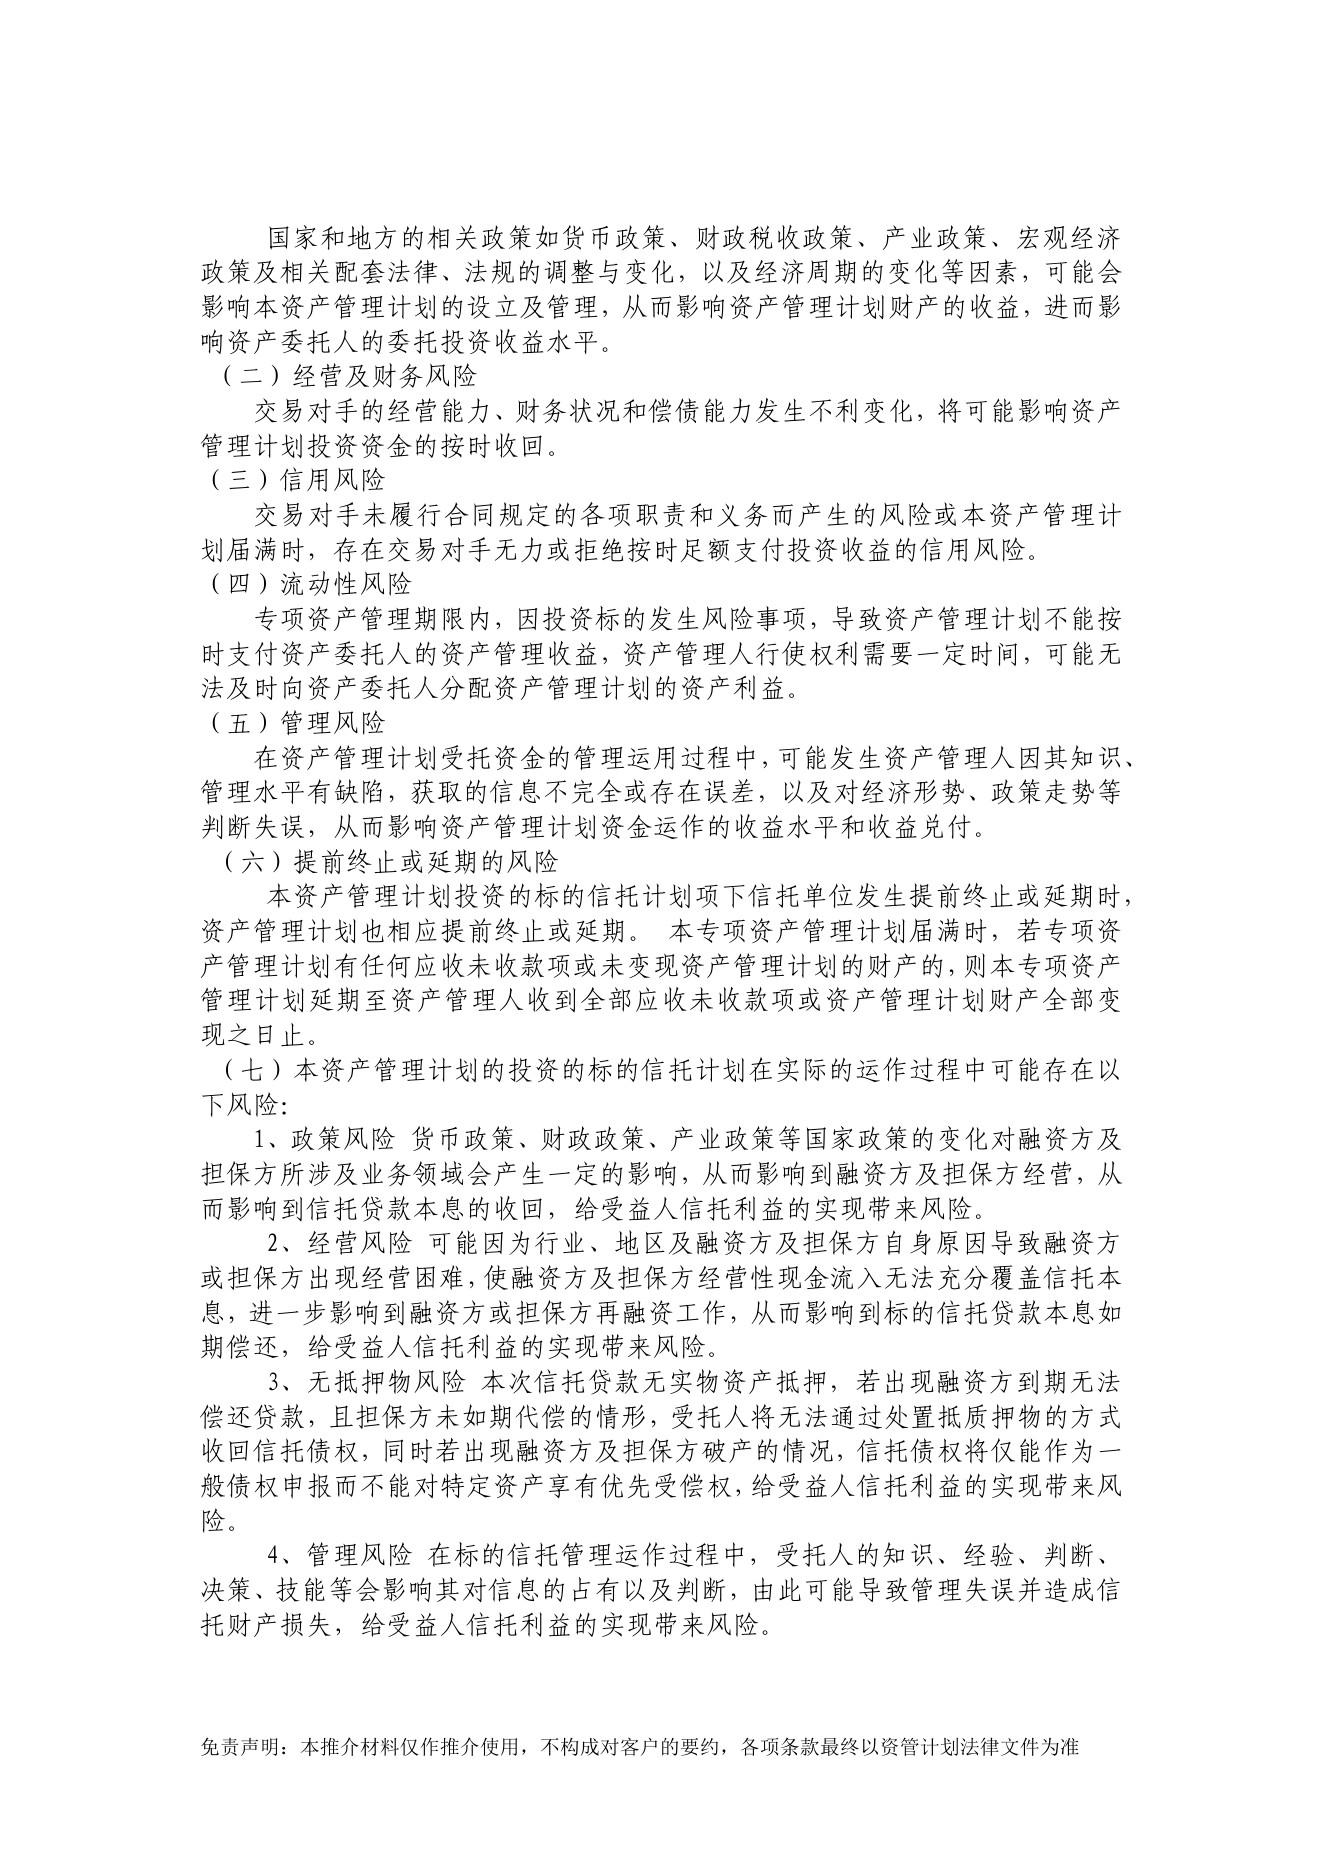 国家和地方的相关政策如货币政策、财政税收政策、产业政策、宏观经济
政策及相关配套法律、法规的调整与变化，以及经济周期的变化等因素，可能会
影响本资产管理计划的设立及管理，从而影响资产管理计划财产的收益，进而影
响资产委托人的委托投资收益水平。
（二）经营及财务风险
交易对手的经营能力、财务状况和偿债能力发生不利变化，将可能影响资产
管理计划投资资金的按时收回。
（三）信用风险
交易对手未履行合同规定的各项职责和义务而产生的风险或本资产管理计
划届满时，存在交易对手无力或拒绝按时足额支付投资收益的信用风险。
（四）流动性风险
专项资产管理期限内，因投资标的发生风险事项，导致资产管理计划不能按
时支付资产委托人的资产管理收益，资产管理人行使权利需要一定时间，可能无
法及时向资产委托人分配资产管理计划的资产利益。
（五）管理风险
在资产管理计划受托资金的管理运用过程中，可能发生资产管理人因其知识、
管理水平有缺陷，获取的信息不完全或存在误差，以及对经济形势、政策走势等
判断失误，从而影响资产管理计划资金运作的收益水平和收益兑付。
（六）提前终止或延期的风险
本资产管理计划投资的标的信托计划项下信托单位发生提前终止或延期时，
资产管理计划也相应提前终止或延期。 本专项资产管理计划届满时，若专项资
产管理计划有任何应收未收款项或未变现资产管理计划的财产的，则本专项资产
管理计划延期至资产管理人收到全部应收未收款项或资产管理计划财产全部变
现之日止。
（七）本资产管理计划的投资的标的信托计划在实际的运作过程中可能存在以
下风险：
1、政策风险 货币政策、财政政策、产业政策等国家政策的变化对融资方及
担保方所涉及业务领域会产生一定的影响，从而影响到融资方及担保方经营，从
而影响到信托贷款本息的收回，给受益人信托利益的实现带来风险。
2、经营风险 可能因为行业、地区及融资方及担保方自身原因导致融资方
或担保方出现经营困难，使融资方及担保方经营性现金流入无法充分覆盖信托本
息，进一步影响到融资方或担保方再融资工作，从而影响到标的信托贷款本息如
期偿还，给受益人信托利益的实现带来风险。
3、无抵押物风险 本次信托贷款无实物资产抵押，若出现融资方到期无法
偿还贷款，且担保方未如期代偿的情形，受托人将无法通过处置抵质押物的方式
收回信托债权，同时若出现融资方及担保方破产的情况，信托债权将仅能作为一
般债权申报而不能对特定资产享有优先受偿权，给受益人信托利益的实现带来风
险。
4、管理风险 在标的信托管理运作过程中，受托人的知识、经验、判断、
决策、技能等会影响其对信息的占有以及判断，由此可能导致管理失误并造成信
托财产损失，给受益人信托利益的实现带来风险。
免责声明：本推介材料仅作推介使用，不构成对客户的要约，各项条款最终以资管计划法律文件为准